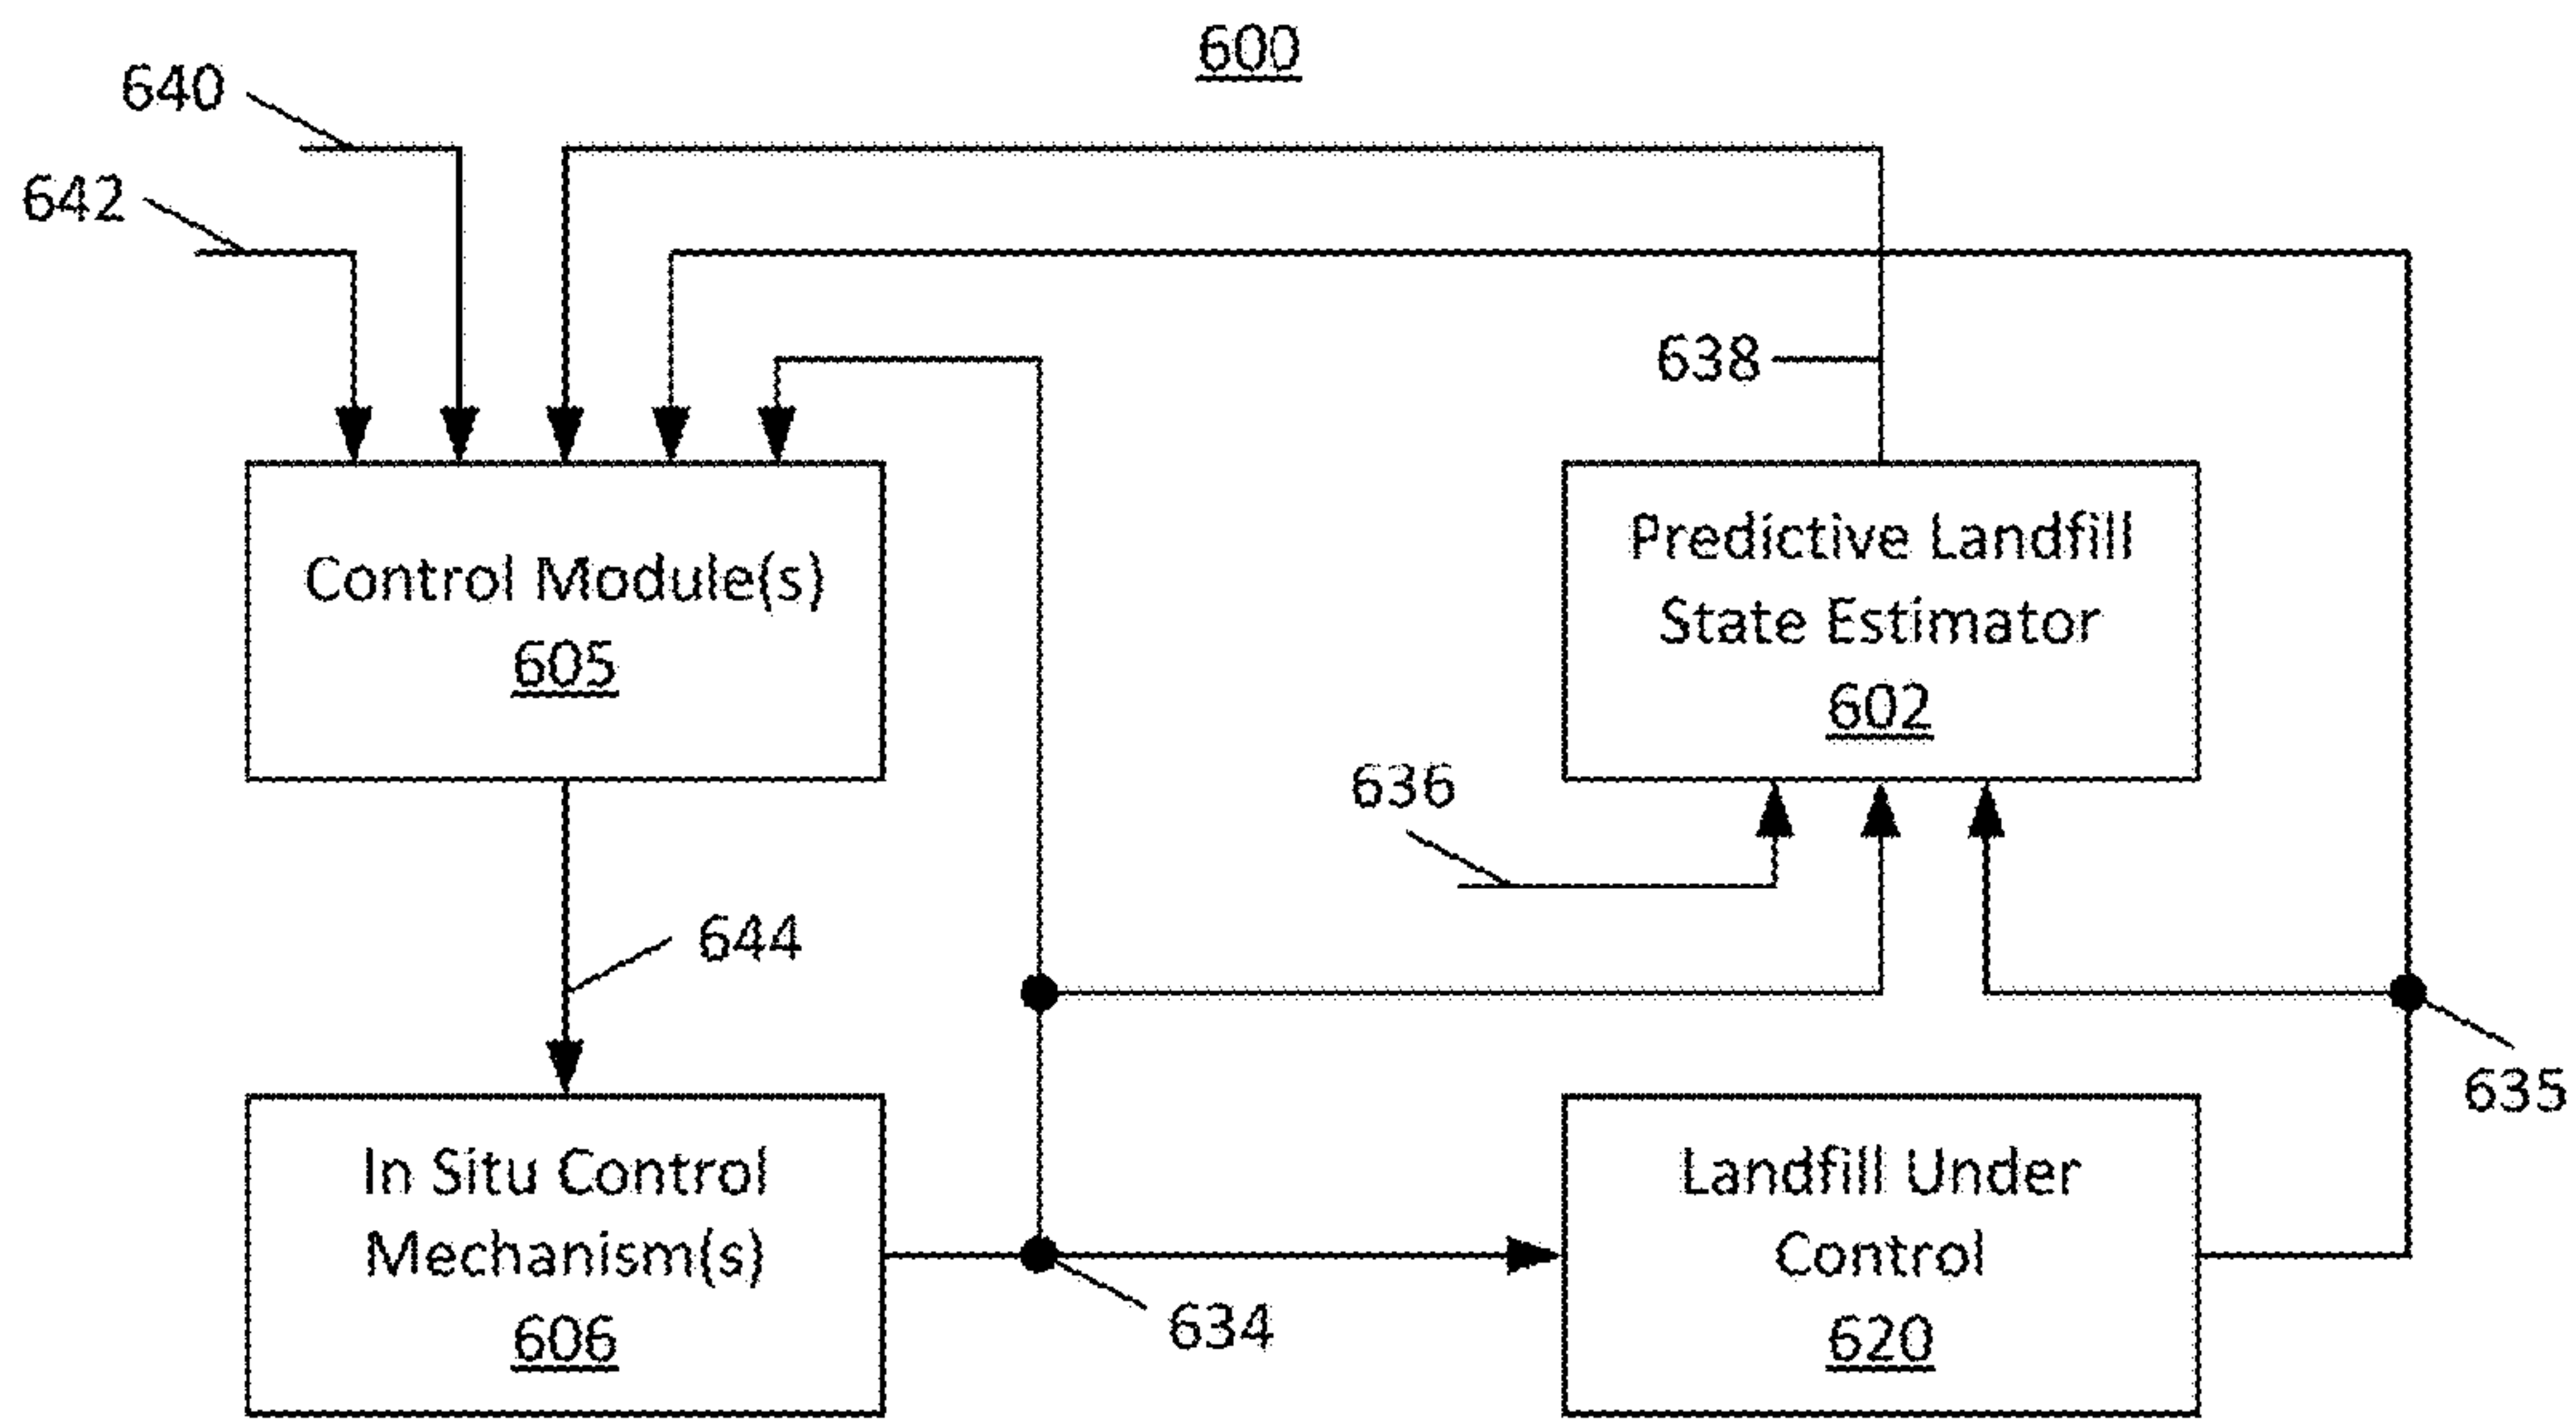 600
640
642
638
Control Module(s)
605
Predictive Landfill
State Estimator
602
636
644
635
In Situ Control
Mechanism(s)
606
634
Landfill Under
Control
620